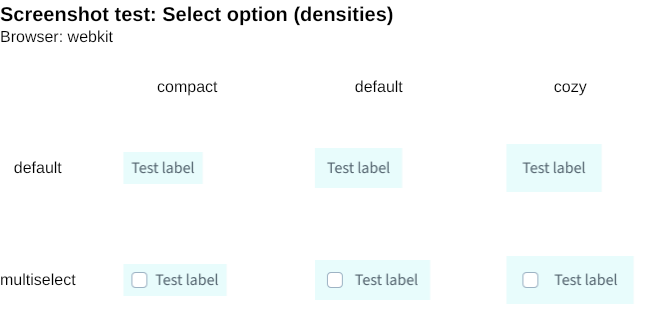 Screenshot test: Select option (densities)
Browser: webkit
compact default cozy
default Test label Test label Test label
multiselect Test label Test label Test label